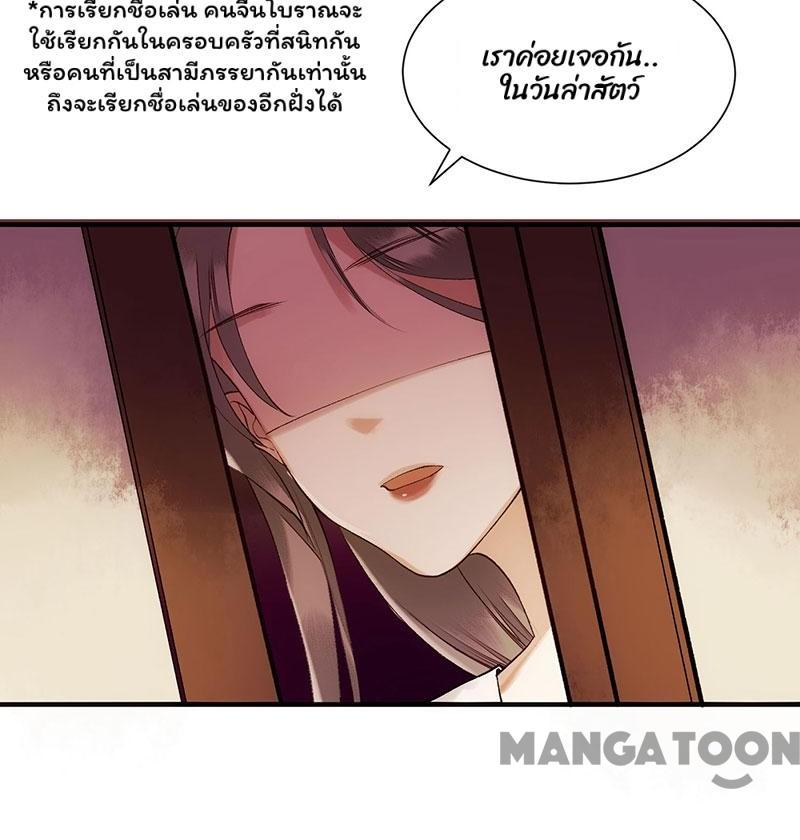 *การเรียกชื่อเล่น คนจีนโบราณจะ
ใช้เรียกกันในครอบครัวที่สนิทกัน
หรือคนที่เป็นสามีภรรยากันเท่านั้น
ถึงจะเรียกชื่อเล่นของอีกฝั่งได้
เราค่อยเจอกัน..
ในวันล่าสัตว์
MANGATOON